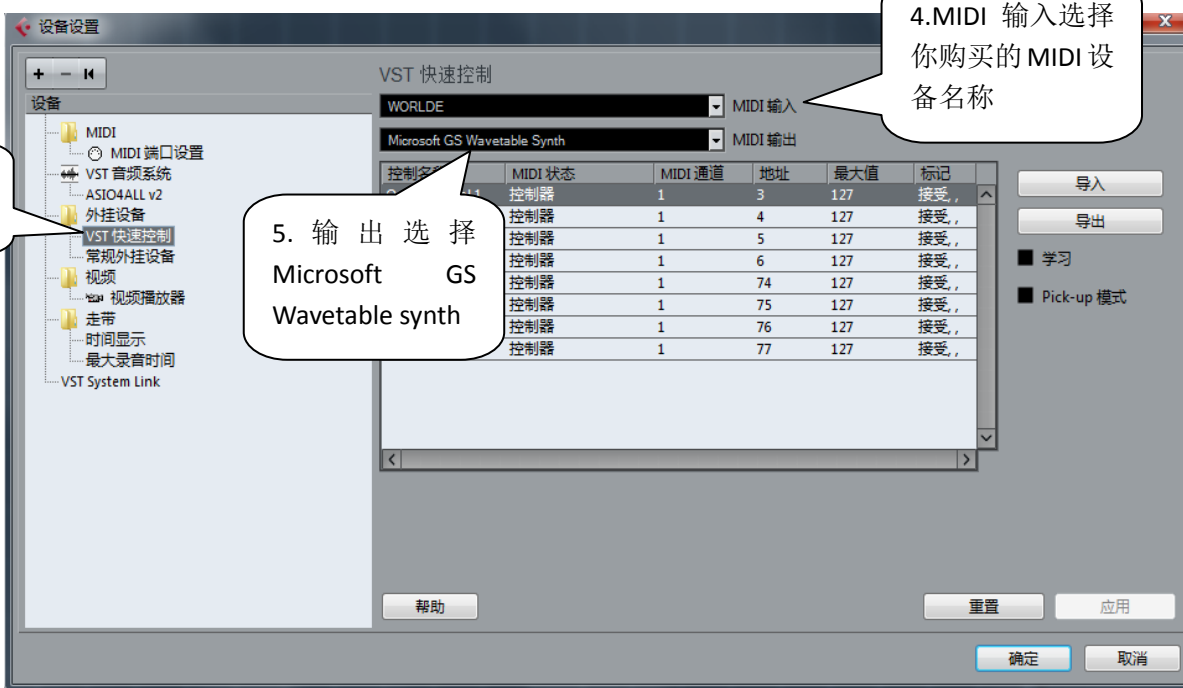 设备设置
4.MIDI 输入选择
你购买的MIDI设
备名称
+ -
VST 快速控制
设备
WORLDE
MIDI 输入
Microsoft GS Wavetable Synth
MIDI 输出
MIDI
MIDI 端口设置
VST 音频系统
ASIO4ALL v2
外挂设备
VST 快速控制
常规外挂设备
视频
视频播放器
走带
时间显示
最大录音时间
VST System Link
5. 输出选择
Microsoft GS
Wavetable synth
MIDI 状态 MIDI 通道 地址 最大值 标记
控制器 1 3 127 接受, ,
控制器 1 4 127 接受, ,
控制器 1 5 127 接受, ,
控制器 1 6 127 接受, ,
控制器 1 74 127 接受, ,
控制器 1 75 127 接受, ,
控制器 1 76 127 接受, ,
控制器 1 77 127 接受, ,
导入
导出
学习
Pick-up 模式
帮助
重置
应用
确定
取消